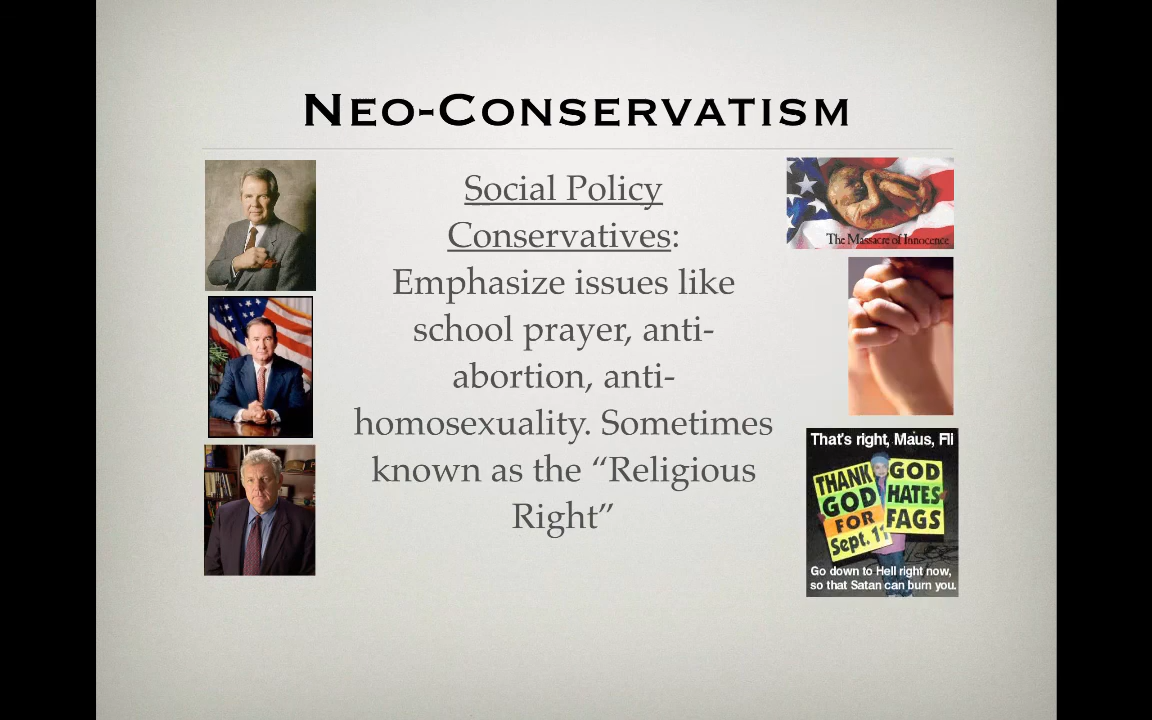 Neo-Conservatism
Social Policy
Conservatives:
Emphasize issues like
school prayer, anti-
abortion, anti-
homosexuality. Sometimes
known as the “Religious
Right”
The Massacre of Innocence
That's right, Maus, Fli
THANK
GOD
FOR
Sept. 11
GOD
HATES
FAGS
Go down to Hell right now,
so that Satan can burn you.